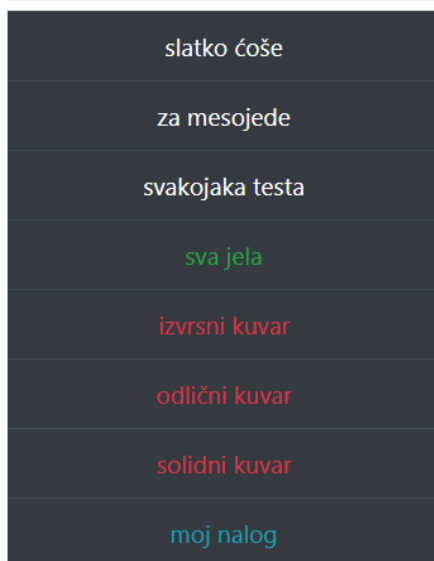 slatko ćoše
za mesojede
svakojaka testa
sva jela
izvrsni kuvar
odlični kuvar
solidni kuvar
moj nalog